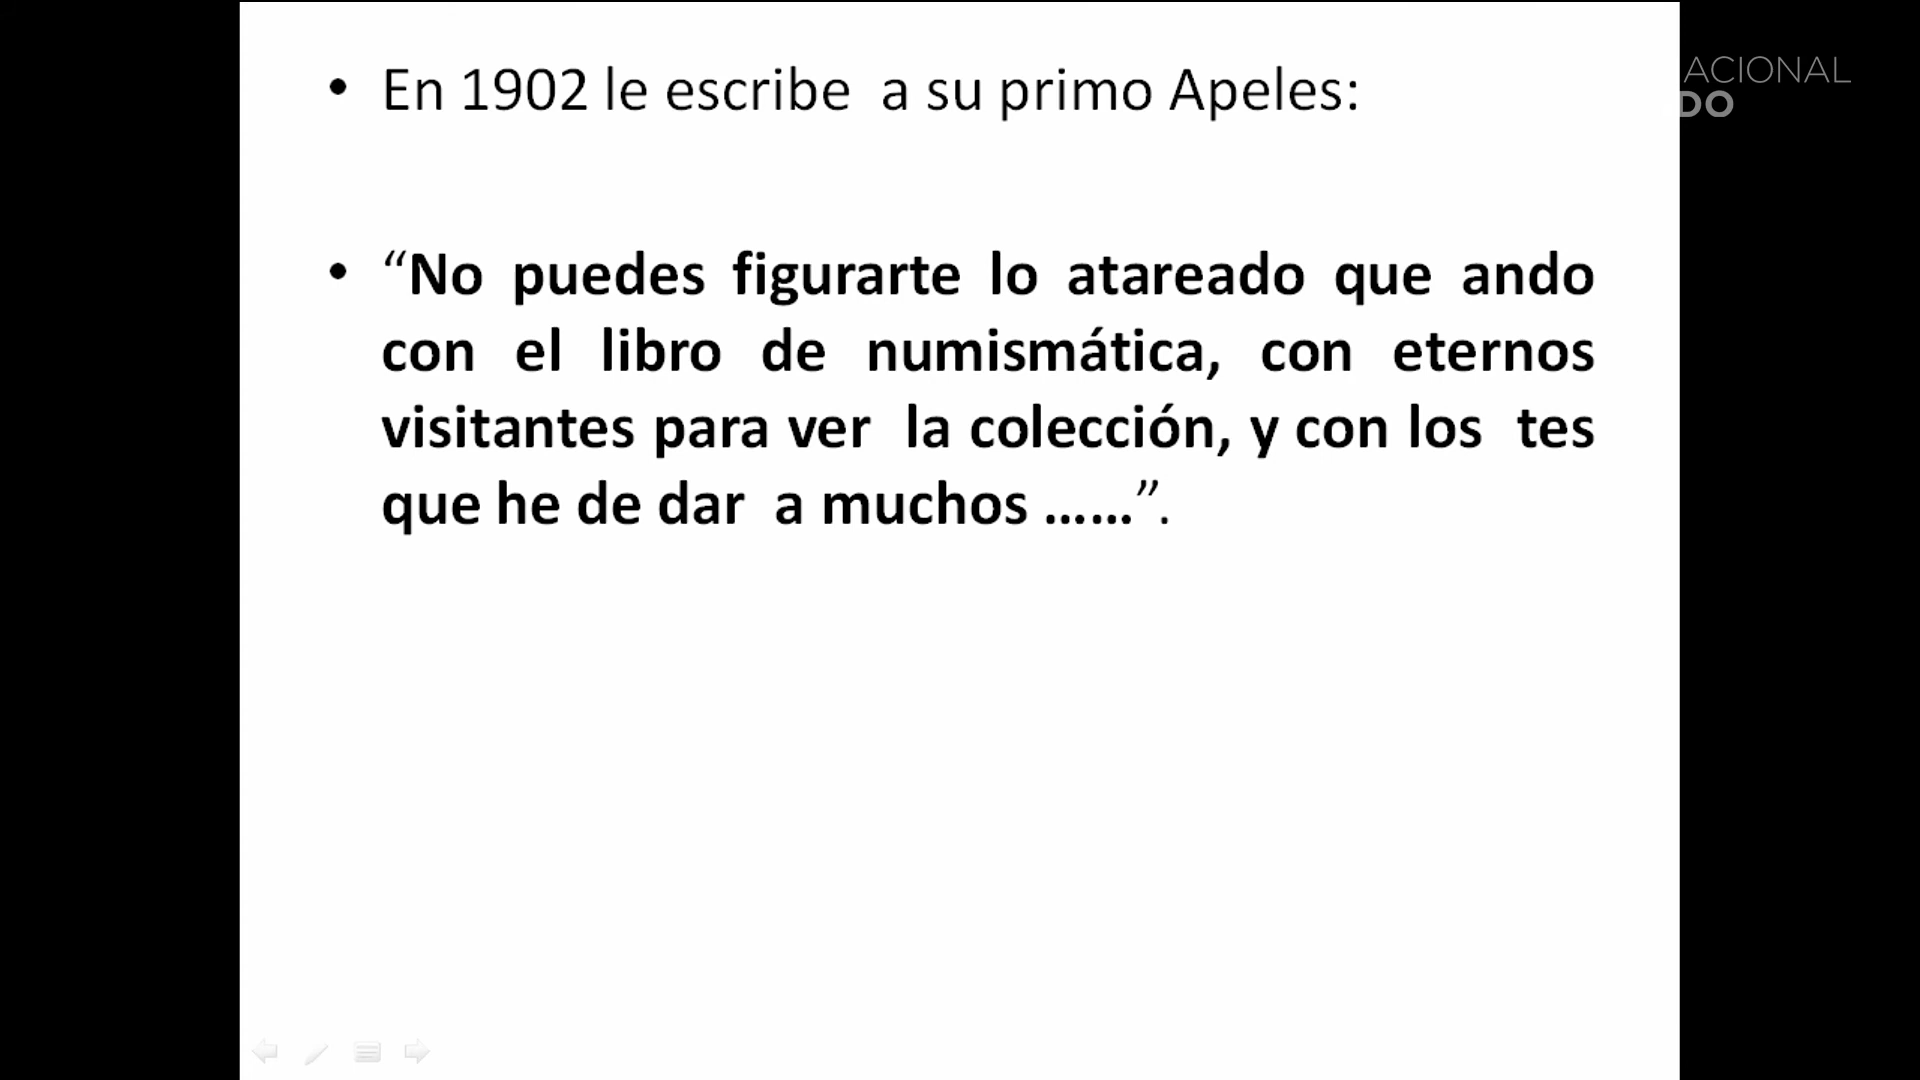 • En 1902 le escribe  a su primo Apeles:
• “No puedes figurarte lo atareado que ando
con el libro de numismática, con eternos
visitantes para ver  la colección, y con los  tes
que he de dar  a muchos ……”.
ACIONAL
DO